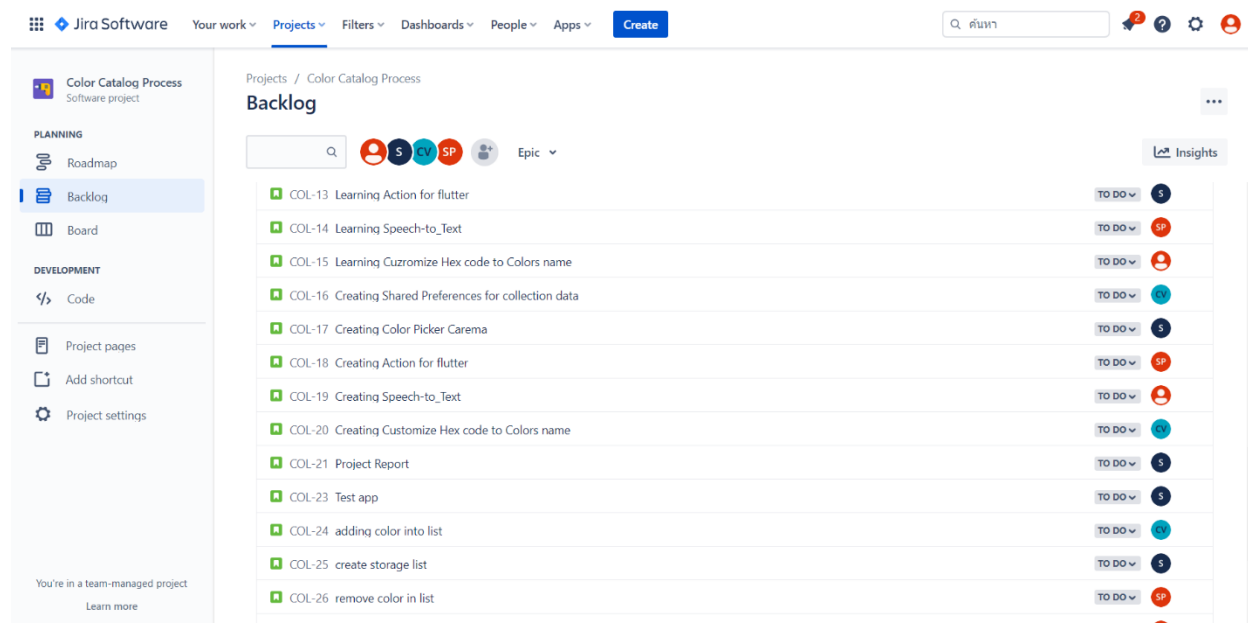 Jira Software Your work Projects Filters Dashboards People Apps Create ค้นหา 2
Color Catalog Process
Software project
PLANNING
Roadmap
Backlog
Board
DEVELOPMENT
Code
Project pages
Add shortcut
Project settings
You're in a team-managed project
Learn more
Projects / Color Catalog Process
Backlog
S CV SP Epic Insights
COL-13 Learning Action for flutter TO DO S
COL-14 Learning Speech-to_Text TO DO SP
COL-15 Learning Cuzromize Hex code to Colors name TO DO
COL-16 Creating Shared Preferences for collection data TO DO CV
COL-17 Creating Color Picker Carema TO DO S
COL-18 Creating Action for flutter TO DO SP
COL-19 Creating Speech-to_Text TO DO
COL-20 Creating Customize Hex code to Colors name TO DO CV
COL-21 Project Report TO DO S
COL-23 Test app TO DO S
COL-24 adding color into list TO DO CV
COL-25 create storage list TO DO S
COL-26 remove color in list TO DO SP